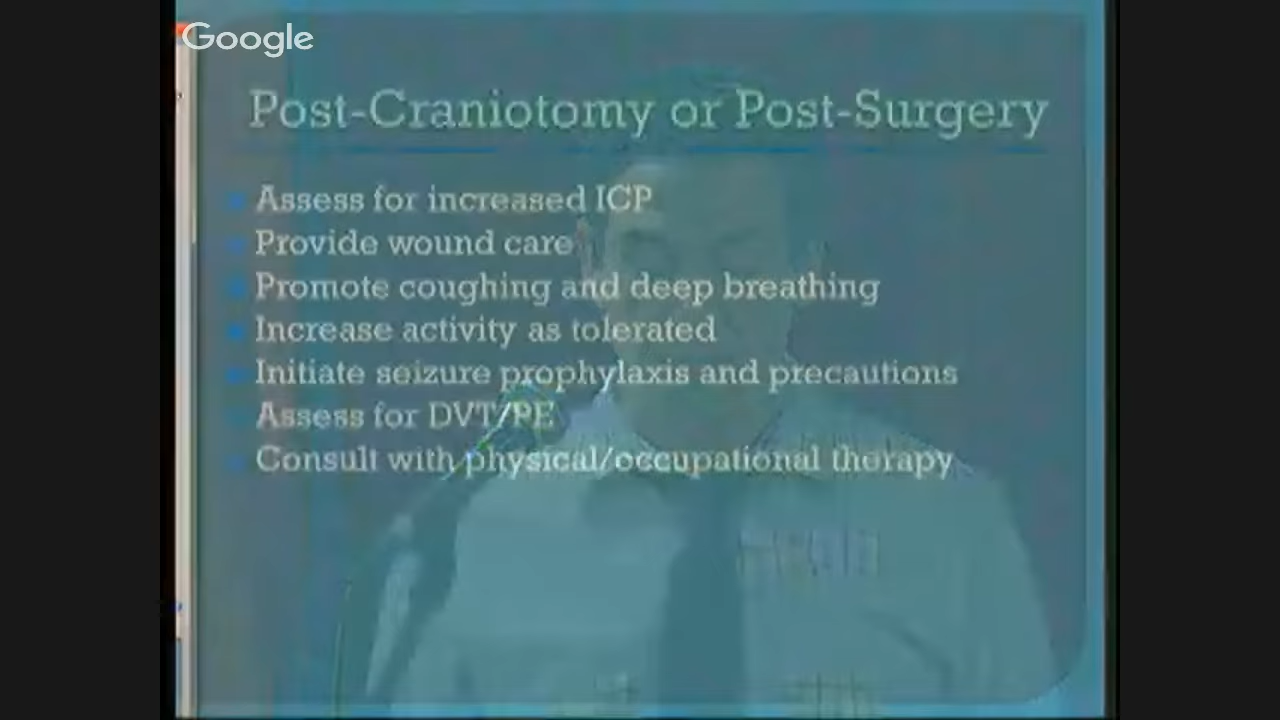 Google
Post-Craniotomy or Post-Surgery
Assess for increased ICP
Provide wound care
Promote coughing and deep breathing
Increase activity as tolerated
Initiate seizure prophylaxis and precautions
Assess for DVT/PE
Consult with physical/occupational therapy